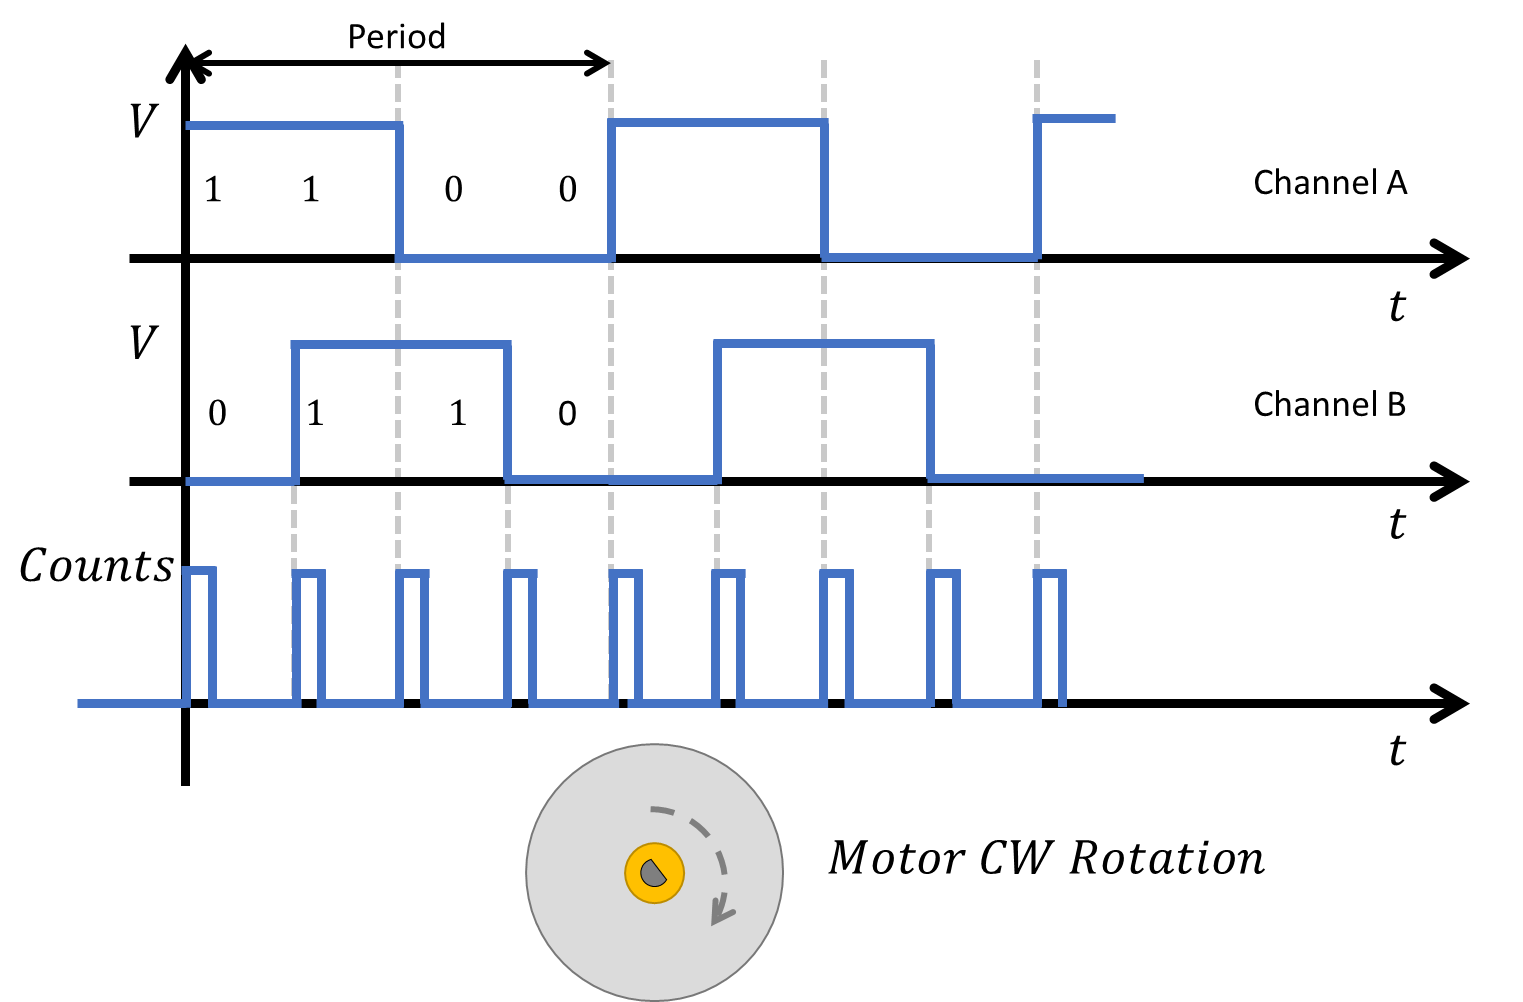 Period
V
1 1 0 0
Channel A
t
V
0 1 1 0
Channel B
t
Counts
t
Motor CW Rotation